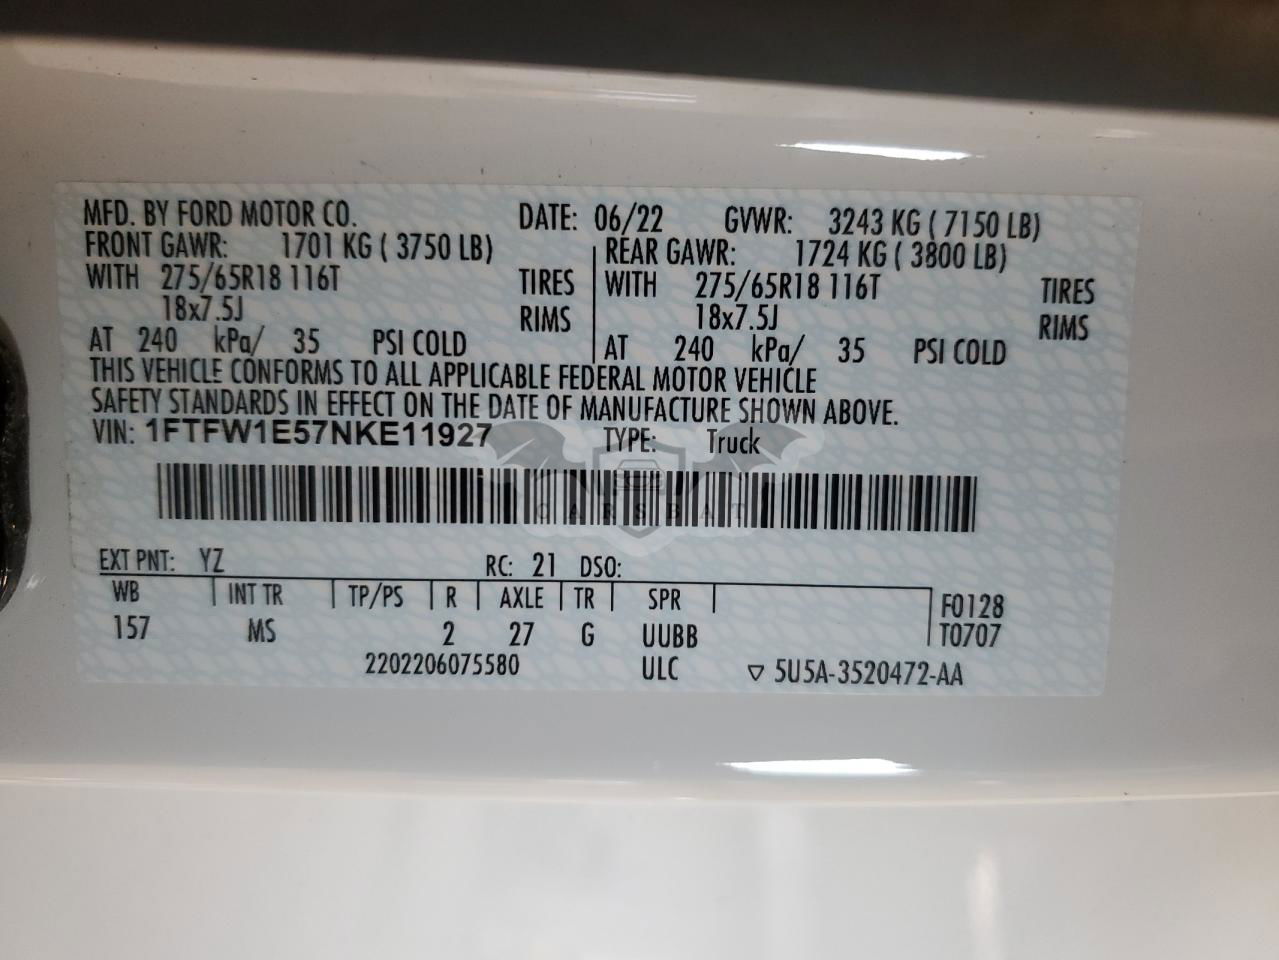 MFD. BY FORD MOTOR CO. DATE: 06/22 GVWR: 3243 KG ( 7150 LB)
FRONT GAWR: 1701 KG ( 3750 LB) REAR GAWR: 1724 KG ( 3800 LB)
WITH 275/65R18 116T TIRES WITH 275/65R18 116T TIRES
18x7.5J RIMS 18x7.5J RIMS
AT 240 kPa/ 35 PSI COLD AT 240 kPa/ 35 PSI COLD
THIS VEHICLE CONFORMS TO ALL APPLICABLE FEDERAL MOTOR VEHICLE
SAFETY STANDARDS IN EFFECT ON THE DATE OF MANUFACTURE SHOWN ABOVE.
VIN: 1FTFW1E57NKE11927 TYPE: Truck
CARSBAT
EXT PNT: YZ RC: 21 DSO:
WB INT TR TP/PS R AXLE TR SPR F0128
157 MS 2 27 G UUBB T0707
2202206075580 ULC ▽ 5U5A-3520472-AA